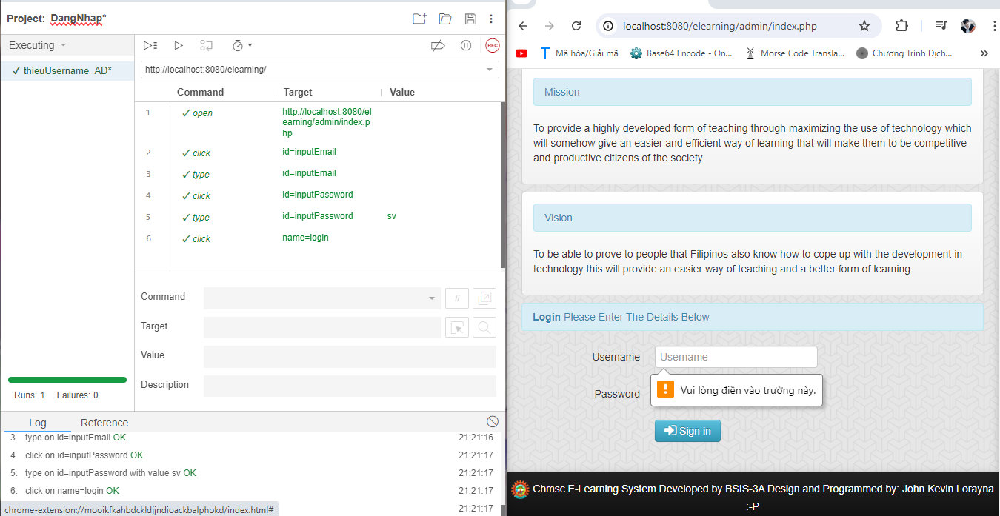 Project: DangNhap*
Executing
✓ thieuUsername_AD*
REC
http://localhost:8080/elearning/
Command Target Value
1 ✓ open http://localhost:8080/el
earning/admin/index.p
hp
2 ✓ click id=inputEmail
3 ✓ type id=inputEmail
4 ✓ click id=inputPassword
5 ✓ type id=inputPassword sv
6 ✓ click name=login
Command //
Target
Value
Description
Runs: 1 Failures: 0
Log Reference
3. type on id=inputEmail OK 21:21:16
4. click on id=inputPassword OK 21:21:17
5. type on id=inputPassword with value sv OK 21:21:17
6. click on name=login OK 21:21:17
21:21:17
chrome-extension://mooikfkahbdckldjjndioackbalphokd/index.html#
localhost:8080/elearning/admin/index.php
Mã hóa/Giải mã Base64 Encode - On... Morse Code Transla... Chương Trình Dịch... »
Mission
To provide a highly developed form of teaching through maximizing the use of technology which
will somehow give an easier and efficient way of learning that will make them to be competitive
and productive citizens of the society.
Vision
To be able to prove to people that Filipinos also know how to cope up with the development in
technology this will provide an easier way of teaching and a better form of learning.
Login Please Enter The Details Below
Username Username
Password Vui lòng điền vào trường này.
Sign in
Chmsc E-Learning System Developed by BSIS-3A Design and Programmed by: John Kevin Lorayna
:-P